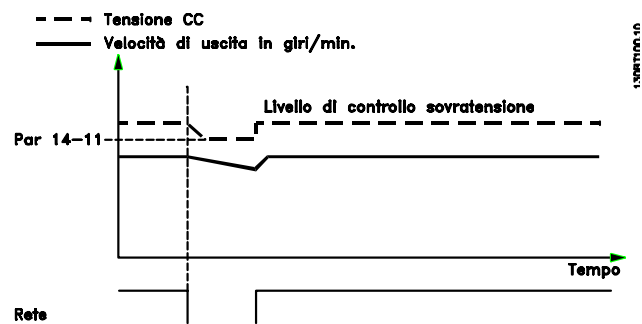 Tensione CC
Velocità di uscita in giri/min.
130BT100.10
Livello di controllo sovratensione
Par 14-11
Tempo
Rete